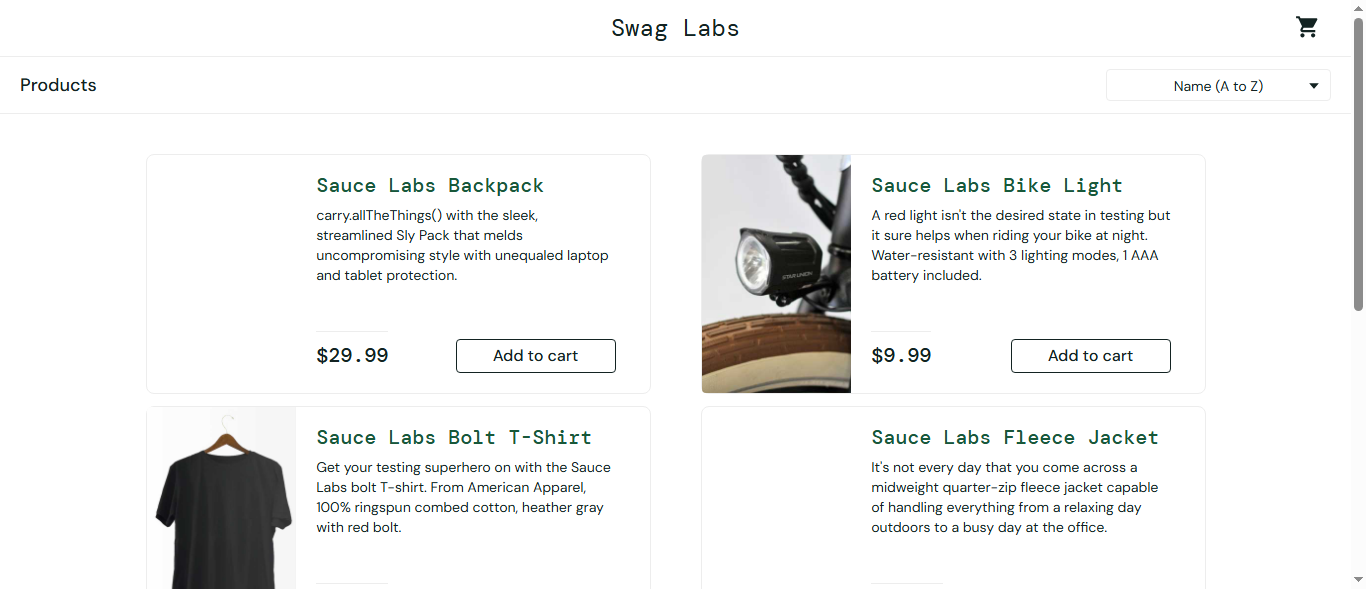 Swag Labs
Products
Name (A to Z)
Sauce Labs Backpack
carry.allTheThings() with the sleek,
streamlined Sly Pack that melds
uncompromising style with unequaled laptop
and tablet protection.
$29.99
Add to cart
Sauce Labs Bike Light
A red light isn't the desired state in testing but
it sure helps when riding your bike at night.
Water-resistant with 3 lighting modes, 1 AAA
battery included.
$9.99
Add to cart
STAR UNION
Sauce Labs Bolt T-Shirt
Get your testing superhero on with the Sauce
Labs bolt T-shirt. From American Apparel,
100% ringspun combed cotton, heather gray
with red bolt.
Sauce Labs Fleece Jacket
It's not every day that you come across a
midweight quarter-zip fleece jacket capable
of handling everything from a relaxing day
outdoors to a busy day at the office.